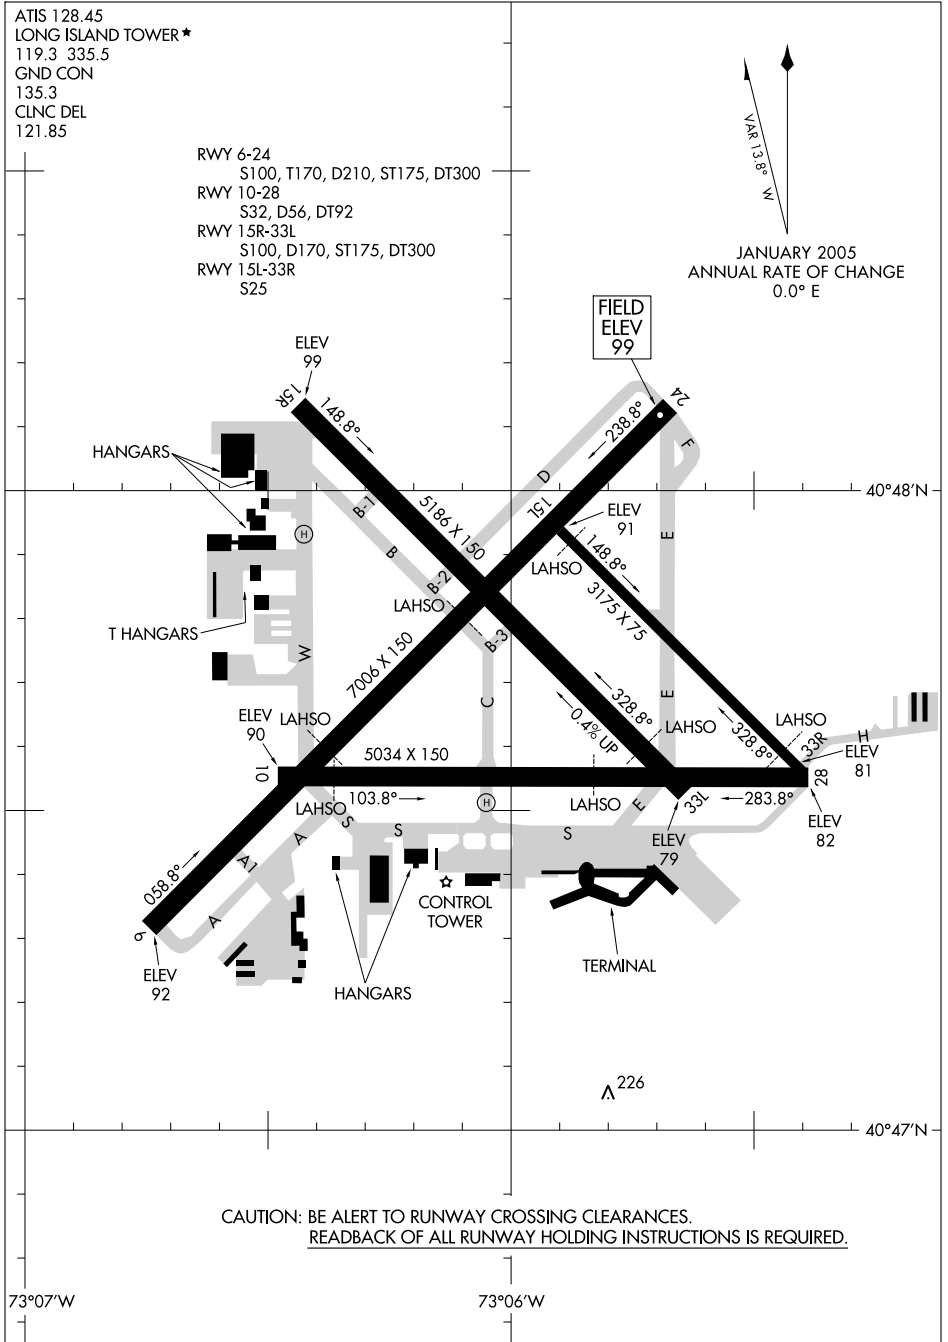 ATIS 128.45
LONG ISLAND TOWER★
119.3 335.5
GND CON
135.3
CLNC DEL
121.85
RWY 6-24
S100, T170, D210, ST175, DT300
RWY 10-28
S32, D56, DT92
RWY 15R-33L
S100, D170, ST175, DT300
RWY 15L-33R
S25
VAR 13.8° W
JANUARY 2005
ANNUAL RATE OF CHANGE
0.0° E
FIELD
ELEV
99
ELEV
99
15R
148.8°
24
238.8°
F
HANGARS
D
15L
40°48'N
B-1
5186 X 150
ELEV
91
H
B
E
LAHSO
148.8°
B-2
LAHSO
3175 X 75
T HANGARS
B-3
W
7006 X 150
C
328.8°
E
0.4% UP
ELEV
90
LAHSO
LAHSO
328.8°
LAHSO
33R
H
ELEV
81
10
5034 X 150
28
LAHSO
103.8°
H
LAHSO
E
33L
283.8°
ELEV
82
S
S
S
A
ELEV
79
A1
058.8°
A
6
CONTROL
TOWER
ELEV
92
HANGARS
TERMINAL
226
40°47'N
CAUTION: BE ALERT TO RUNWAY CROSSING CLEARANCES.
READBACK OF ALL RUNWAY HOLDING INSTRUCTIONS IS REQUIRED.
73°07'W
73°06'W